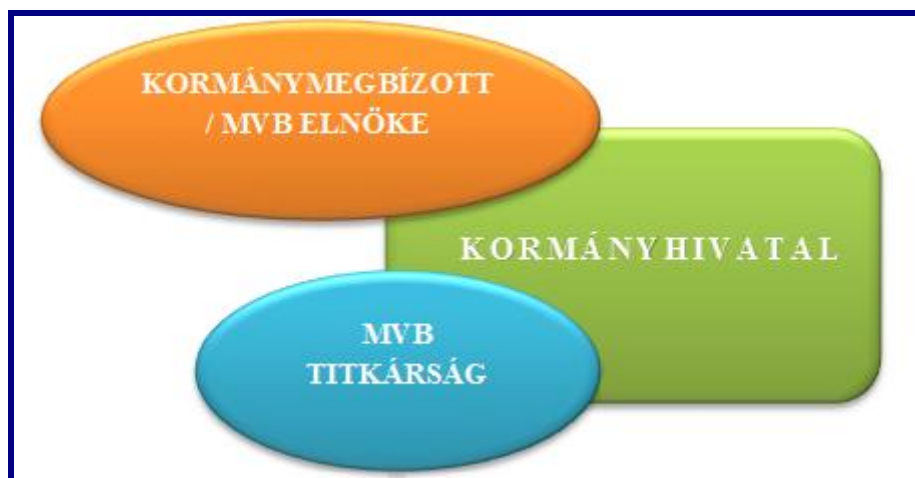 KORMÁNYMEGBÍZOTT
/ MVB ELNÖKE
KORMÁNYHIVATAL
MVB
TITKÁRSÁG